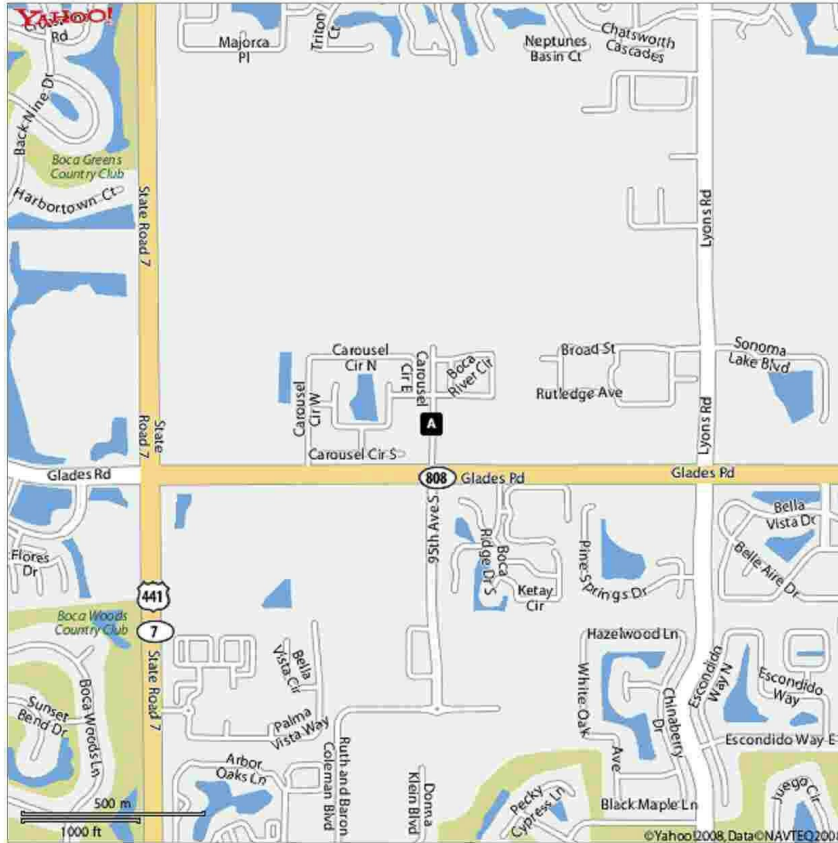 YAHOO!
Rd
Majorca
Pl
Triton
Ct
Neptunes
Basin Ct
Chatsworth
Cascades
Back Nine Dr
Boca Greens
Country Club
Harbortown Ct
State Road 7
Lyons Rd
Carousel
Cir N
Carousel
Cir E
Boca
River Cir
Broad St
Sonoma
Lake Blvd
Carousel
Cir W
Rutledge Ave
A
State
Road 7
Lyons Rd
Carousel Cir S
Glades Rd
808
Glades Rd
Glades Rd
95th Ave S
Boca
Ridge Dr S
Pine Springs Dr
Bella
Vista Dr
Belle Aire Dr
Flores
Dr
Ketay
Cir
441
7
Boca Woods
Country Club
Hazelwood Ln
Bella
Vista Cir
Escondido
Way N
Escondido
Way
State Road 7
Boca Woods Ln
Sunset
Bend Dr
White Oak
Ave
Chinaberry
Dr
Palma
Vista Way
Escondido Way E
Arbor
Oaks Ln
Ruth and Baron
Coleman Blvd
Donna
Klein Blvd
Pecky
Cypress Ln
Black Maple Ln
Juego Cir
500 m
1000 ft
©Yahoo!2008, Data©NAVTEQ2008